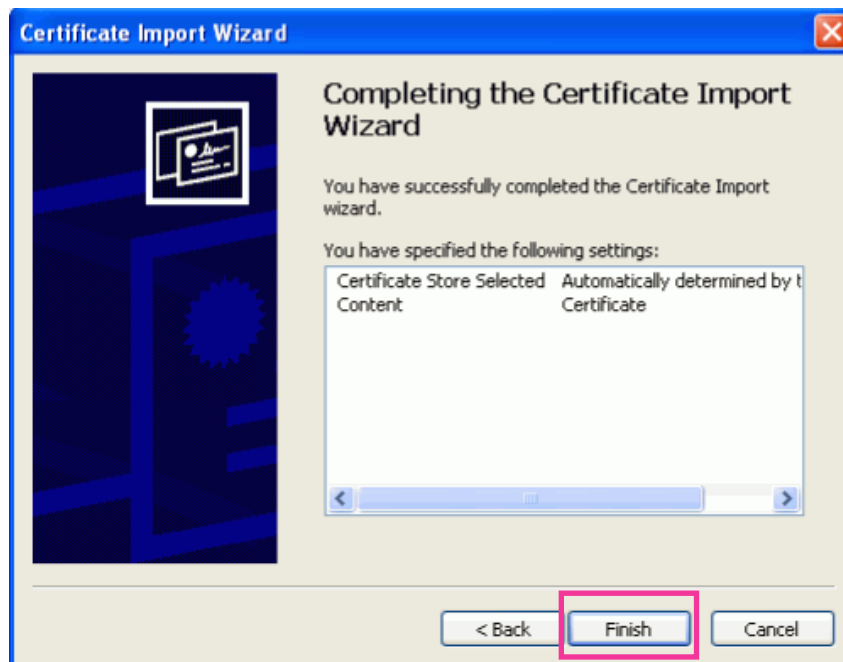 Certificate Import Wizard
Completing the Certificate Import
Wizard
You have successfully completed the Certificate Import
wizard.
You have specified the following settings:
Certificate Store Selected Automatically determined by t
Content Certificate
< Back Finish Cancel